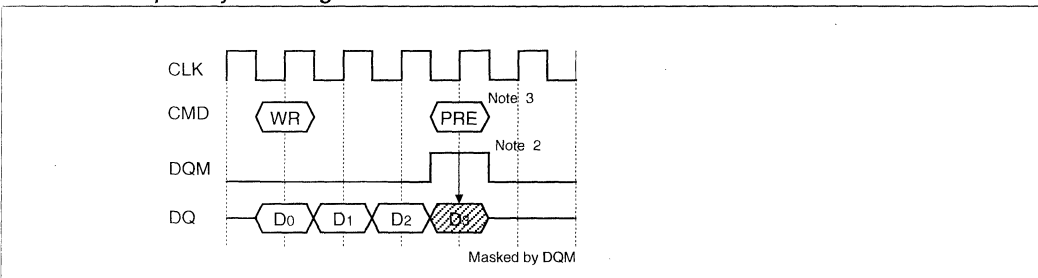 CLK
CMD WR PRE Note 3
DQM Note 2
DQ D0 D1 D2 D3
Masked by DQM